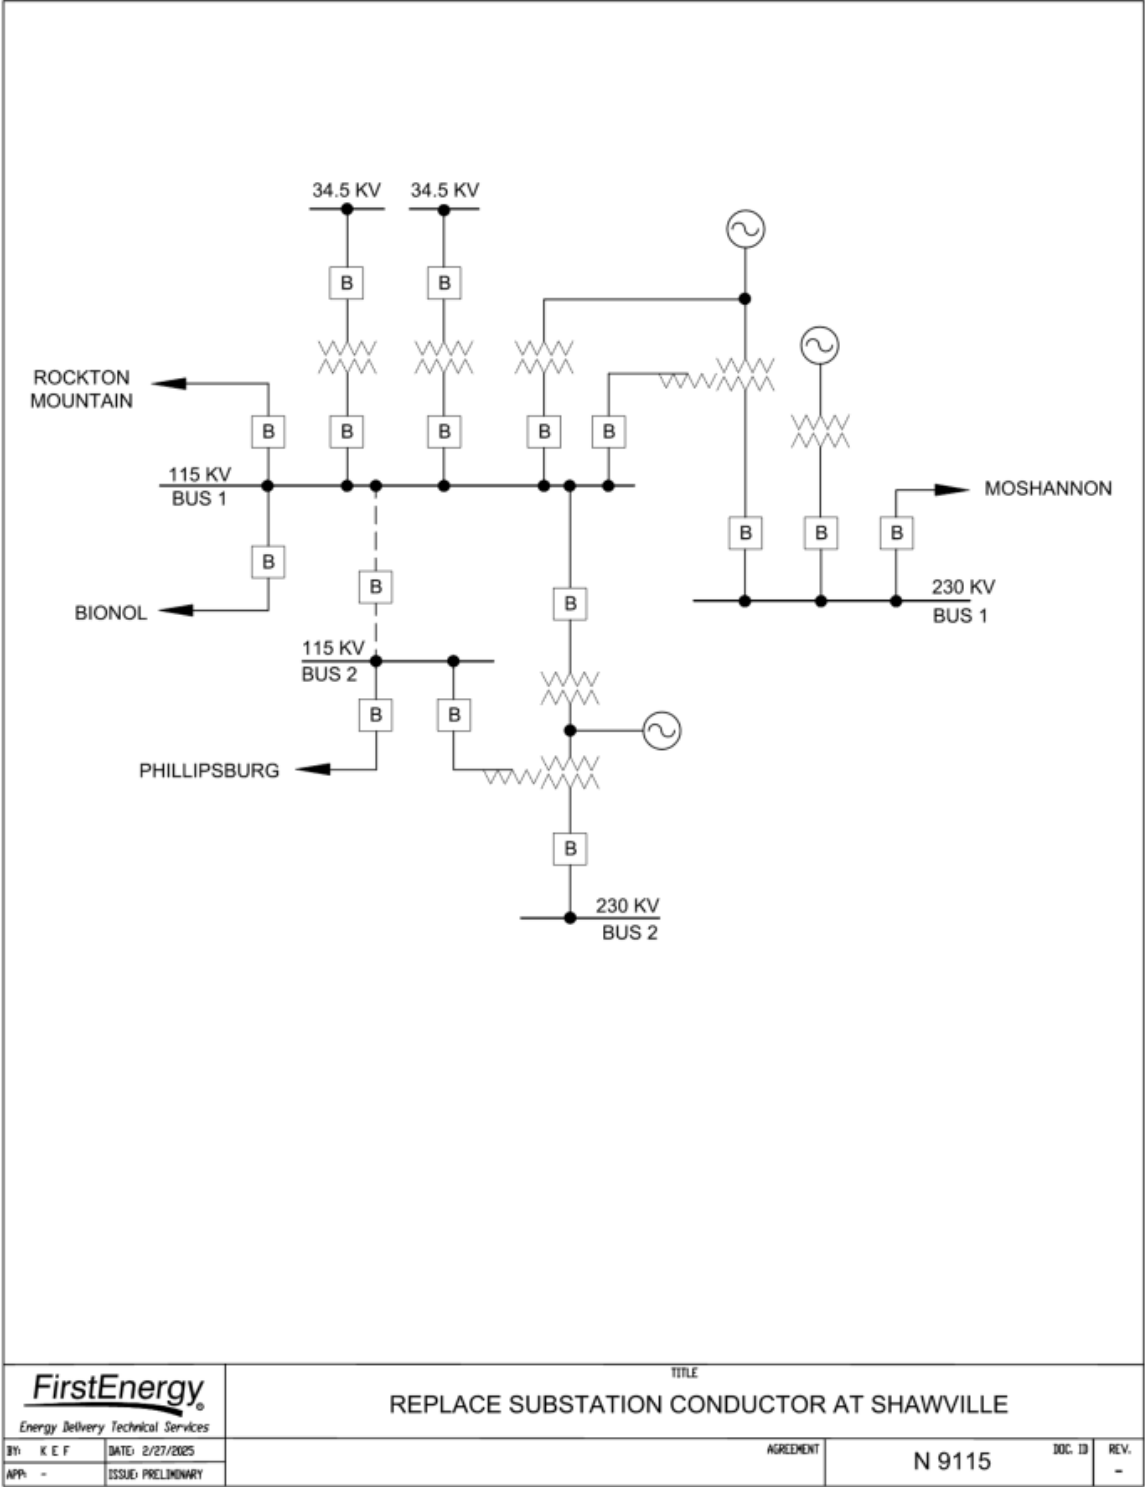 34.5 KV
34.5 KV
B
B
ROCKTON
MOUNTAIN
B
B
B
B
B
115 KV
BUS 1
MOSHANNON
B
B
B
B
BIONOL
B
B
230 KV
BUS 1
115 KV
BUS 2
B
B
PHILLIPSBURG
B
230 KV
BUS 2
FirstEnergy®
Energy Delivery Technical Services
TITLE
REPLACE SUBSTATION CONDUCTOR AT SHAWVILLE
BY: K E F
DATE: 2/27/2025
APP: -
ISSUE: PRELIMINARY
AGREEMENT
N 9115
DOC. ID
REV.
-